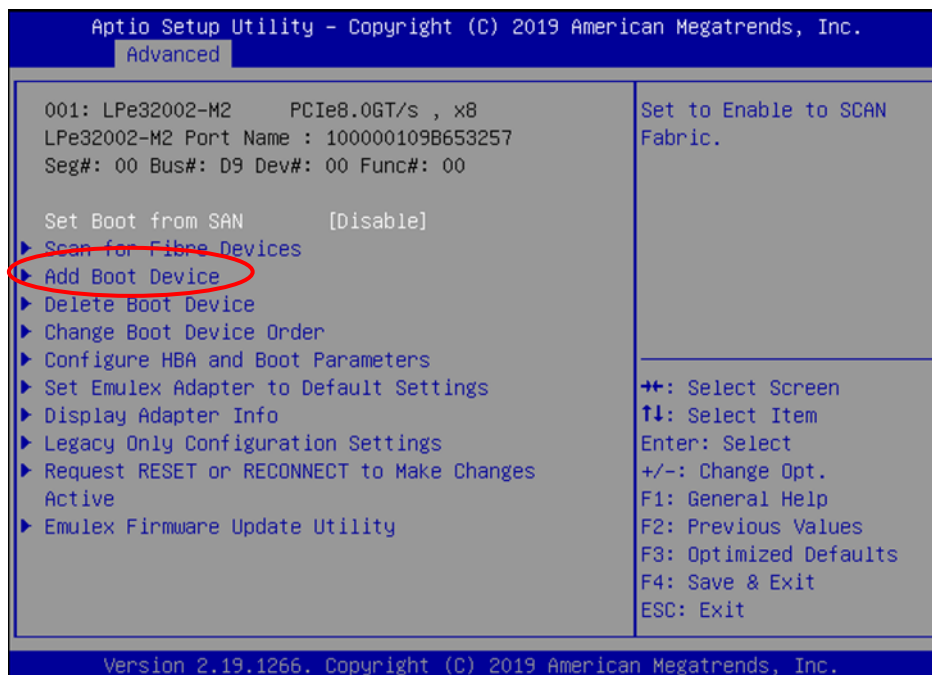 Aptio Setup Utility – Copyright (C) 2019 American Megatrends, Inc.
Advanced
001: LPe32002-M2 PCIe8.0GT/s , x8
LPe32002-M2 Port Name : 100000109B653257
Seg#: 00 Bus#: D9 Dev#: 00 Func#: 00
Set Boot from SAN [Disable]
Scan for Fibre Devices
Add Boot Device
Delete Boot Device
Change Boot Device Order
Configure HBA and Boot Parameters
Set Emulex Adapter to Default Settings
Display Adapter Info
Legacy Only Configuration Settings
Request RESET or RECONNECT to Make Changes
Active
Emulex Firmware Update Utility
Set to Enable to SCAN
Fabric.
→←: Select Screen
↑↓: Select Item
Enter: Select
+/-: Change Opt.
F1: General Help
F2: Previous Values
F3: Optimized Defaults
F4: Save & Exit
ESC: Exit
Version 2.19.1266. Copyright (C) 2019 American Megatrends, Inc.